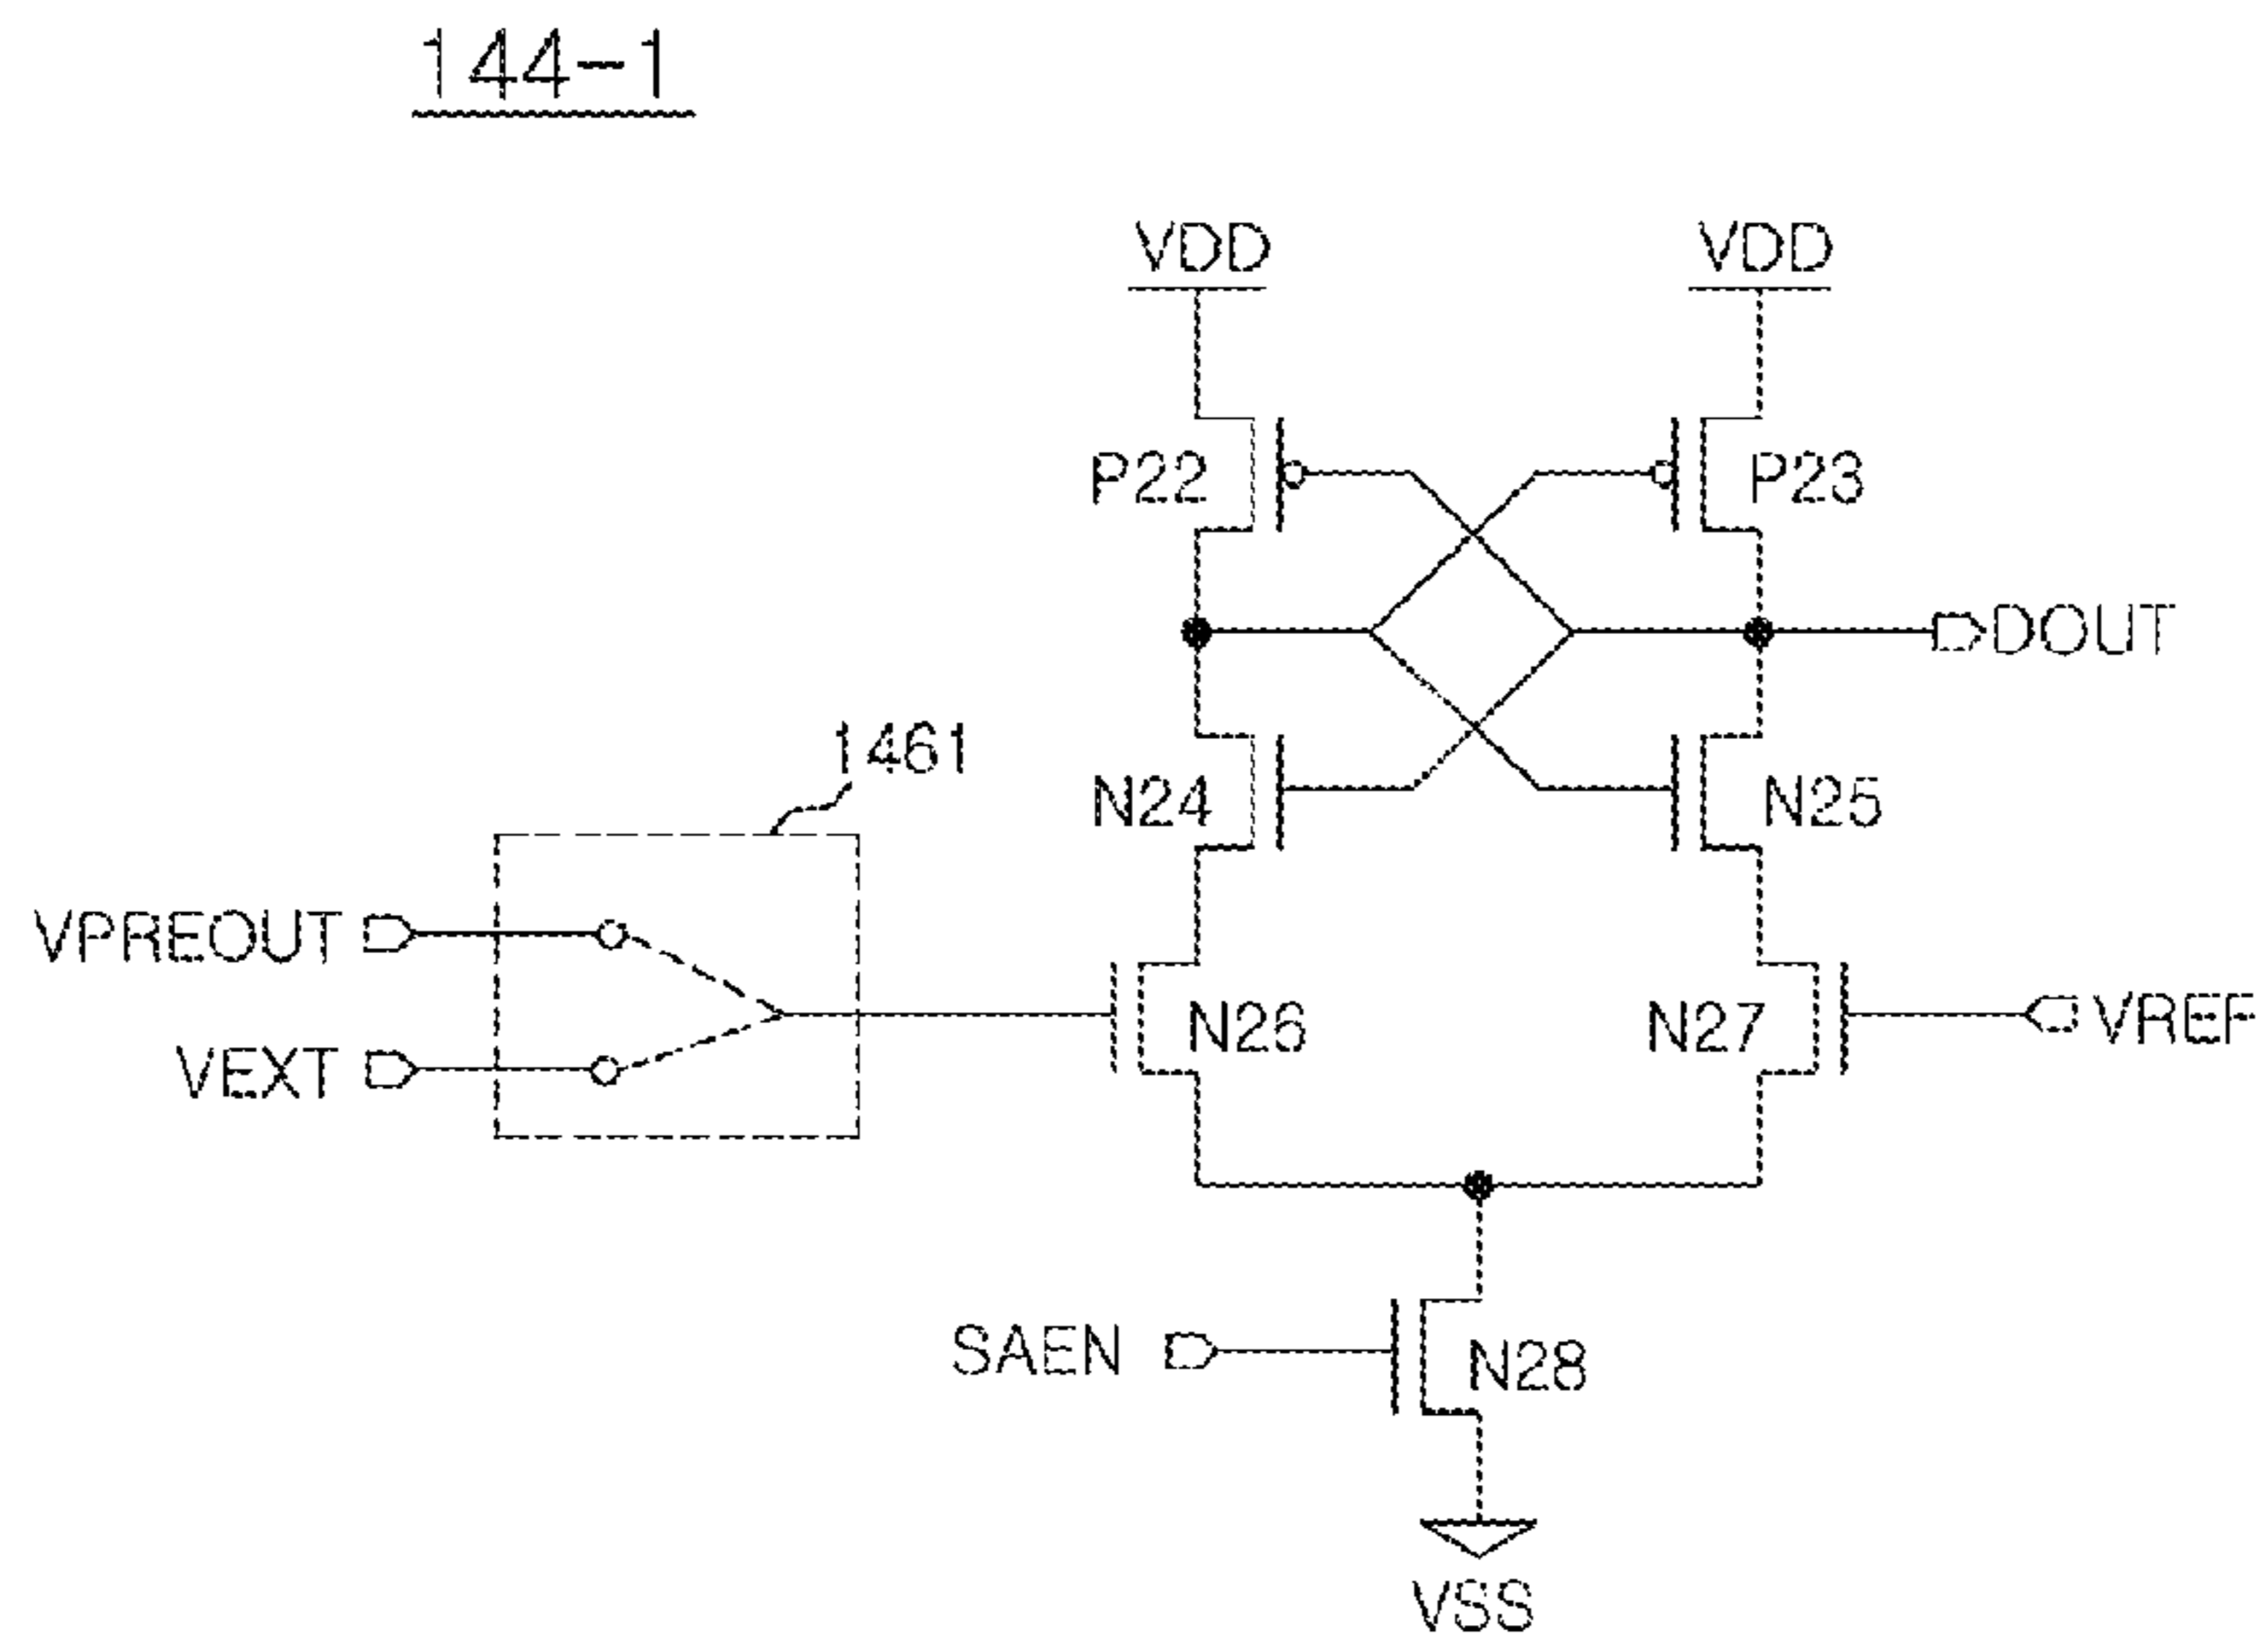 144-1
VDD VDD
P22 P23
DOUT
1461
N24 N25
VPREOUT
N26 N27 VREF
VEXT
SAEN N28
VSS